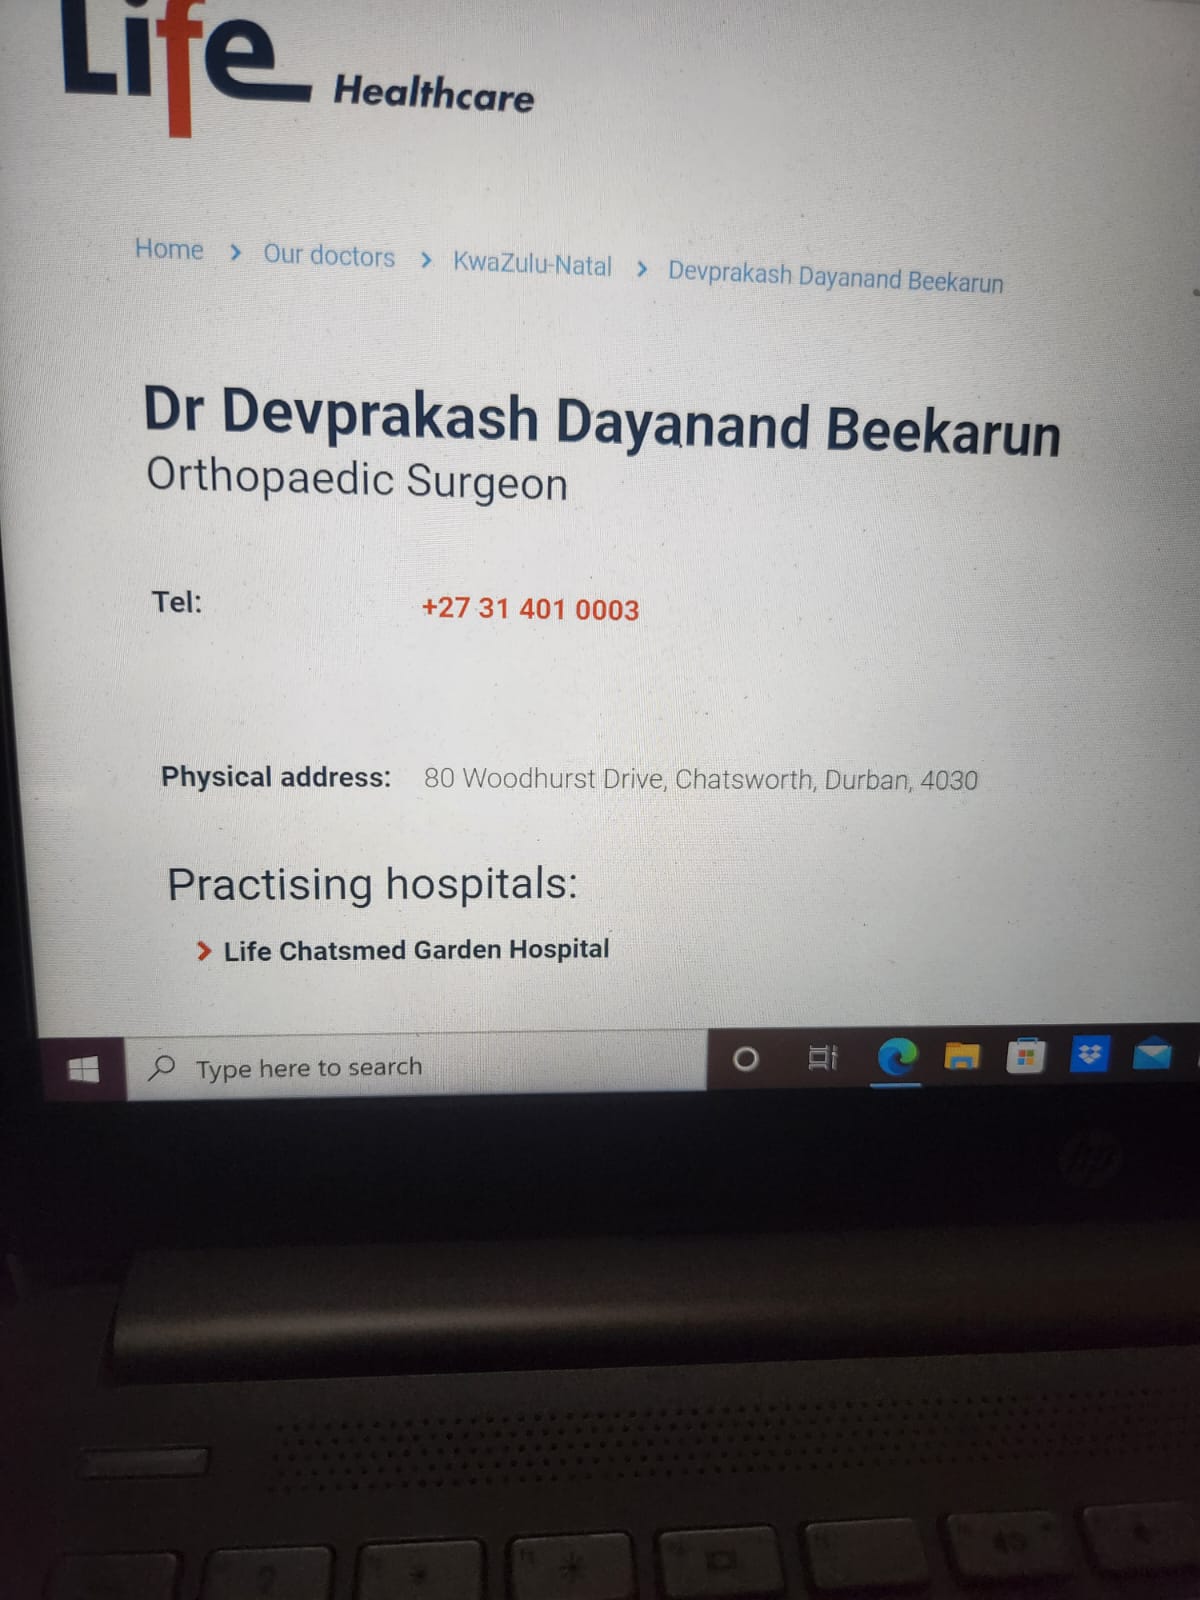 Life Healthcare
Home > Our doctors > KwaZulu-Natal > Devprakash Dayanand Beekarun
Dr Devprakash Dayanand Beekarun
Orthopaedic Surgeon
Tel: +27 31 401 0003
Physical address: 80 Woodhurst Drive, Chatsworth, Durban, 4030
Practising hospitals:
> Life Chatsmed Garden Hospital
Type here to search
hp